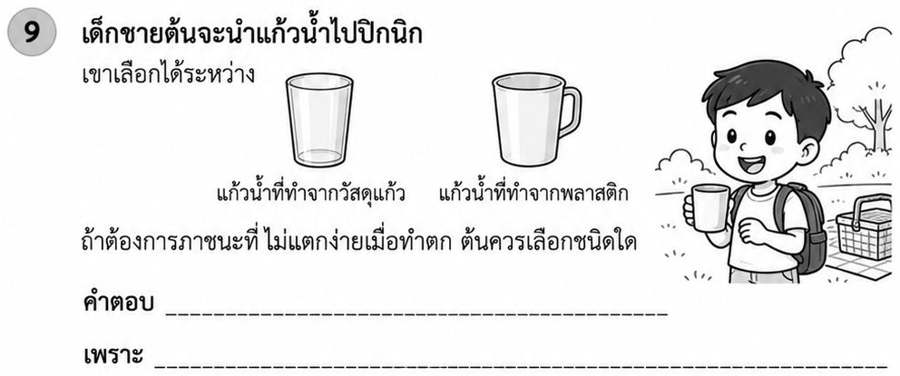 9 เด็กชายต้นจะนำแก้วน้ำไปปิกนิก
เขาเลือกได้ระหว่าง
แก้วน้ำที่ทำจากวัสดุแก้ว แก้วน้ำที่ทำจากพลาสติก
ถ้าต้องการภาชนะที่ ไม่แตกง่ายเมื่อทำตก ต้นควรเลือกชนิดใด
คำตอบ
เพราะ